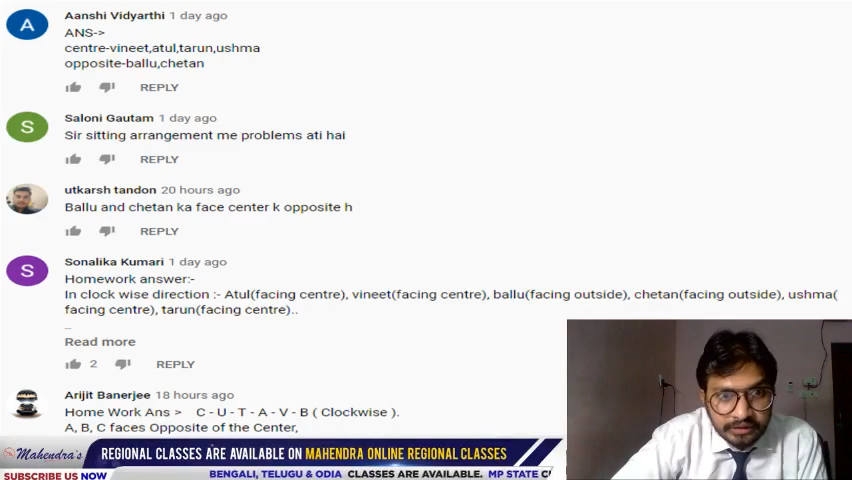 A
Aanshi Vidyarthi 1 day ago
ANS->
centre-vineet,atul,tarun,ushma
opposite-ballu,chetan
REPLY
S
Saloni Gautam 1 day ago
Sir sitting arrangement me problems ati hai
REPLY
utkarsh tandon 20 hours ago
Ballu and chetan ka face center k opposite h
REPLY
S
Sonalika Kumari 1 day ago
Homework answer:-
In clock wise direction :- Atul(facing centre), vineet(facing centre), ballu(facing outside), chetan(facing outside), ushma(
facing centre), tarun(facing centre)..
Read more
2 REPLY
Arijit Banerjee 18 hours ago
Home Work Ans > C - U - T - A - V - B ( Clockwise ).
A, B, C faces Opposite of the Center,
Mahendra's REGIONAL CLASSES ARE AVAILABLE ON MAHENDRA ONLINE REGIONAL CLASSES
SUBSCRIBE US NOW BENGALI, TELUGU & ODIA CLASSES ARE AVAILABLE. MP STATE